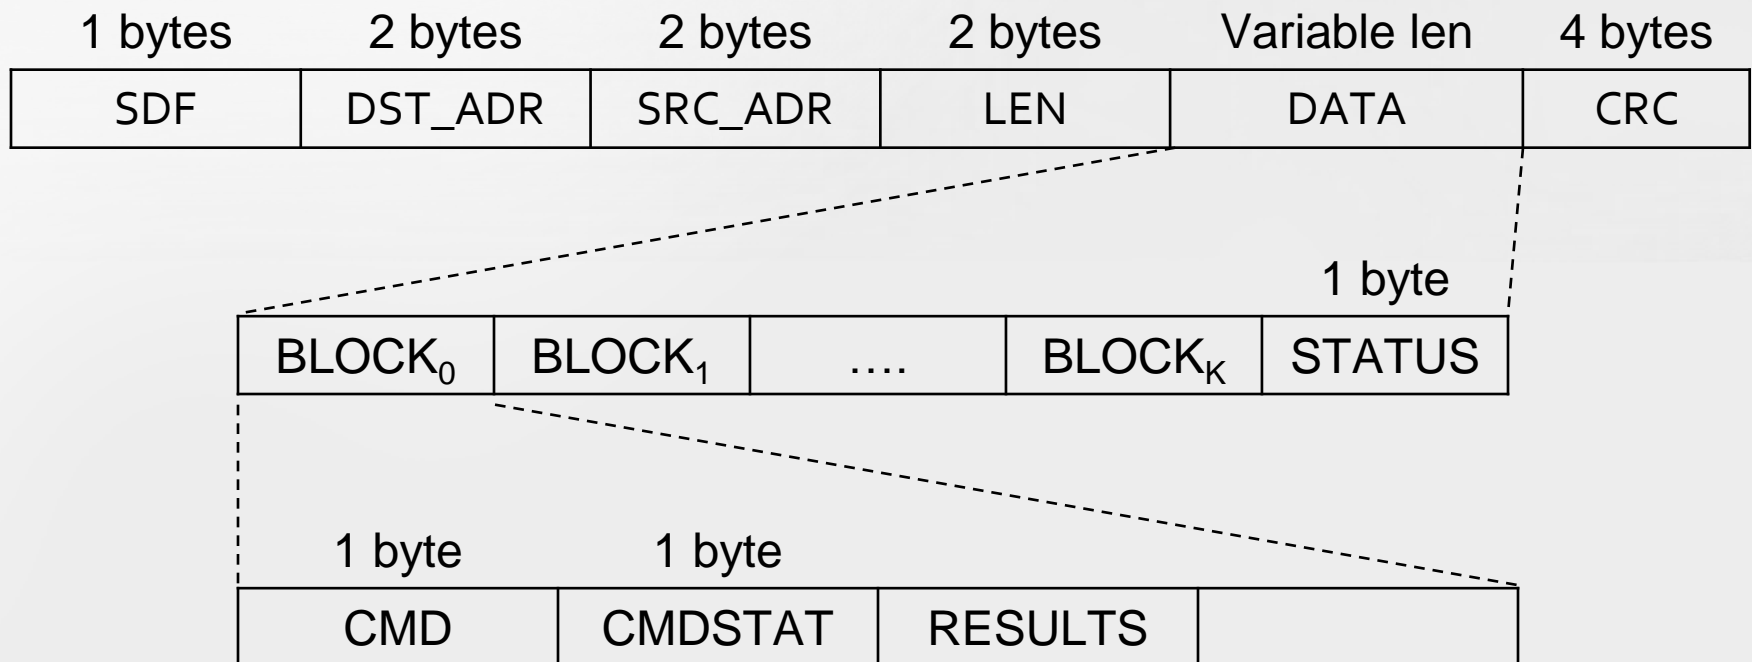 1 bytes 2 bytes 2 bytes 2 bytes Variable len 4 bytes
SDF DST_ADR SRC_ADR LEN DATA CRC
1 byte
BLOCK₀ BLOCK₁ .... BLOCK_K STATUS
1 byte 1 byte
CMD CMDSTAT RESULTS